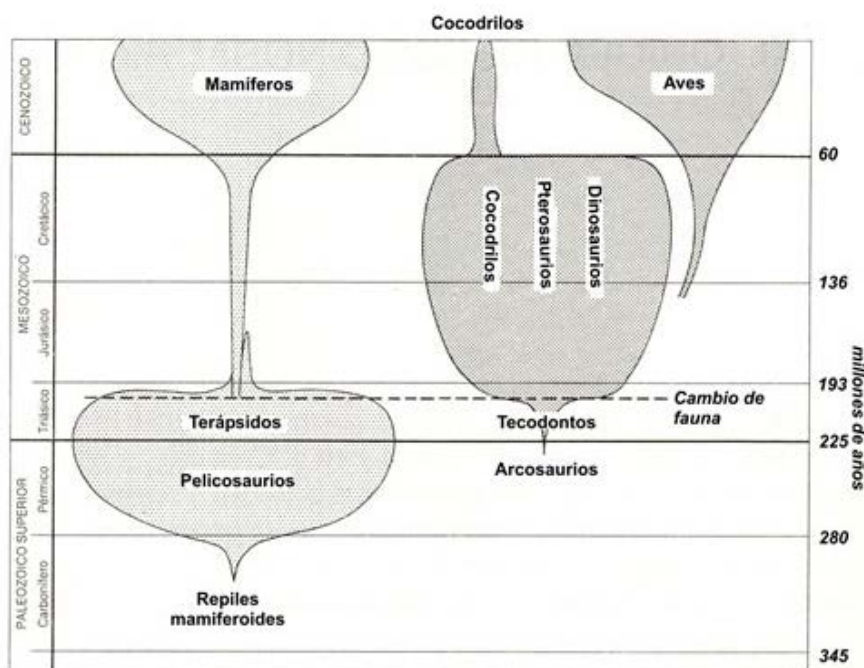 Cocodrilos
CENOZOICO
Mamíferos
Aves
60
MESOZOICO
Cretácico
Cocodrilos
Pterosaurios
Dinosaurios
136
Jurásico
193
millones de años
Triásico
Terápsidos
Tecodontos
Cambio de
fauna
225
PALEOZOICO SUPERIOR
Pérmico
Pelicosaurios
Arcosaurios
280
Carbonífero
Repiles
mamiferoides
345